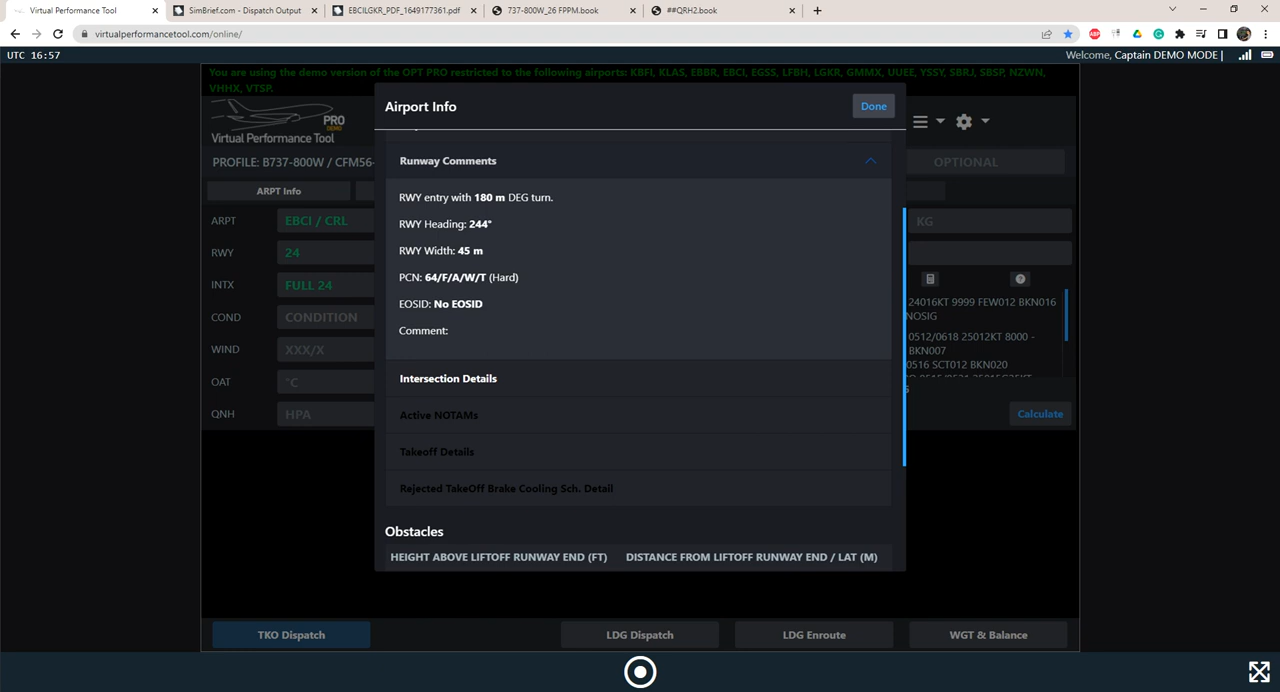 Virtual Performance Tool
SimBrief.com - Dispatch Output
EBCILGKR_PDF_1649177361.pdf
737-800W_26 FPPM.book
##QRH2.book
virtualperformancetool.com/online/
UTC 16:57
Welcome, Captain DEMO MODE |
You are using the demo version of the OPT PRO restricted to the following airports: KBFI, KLAS, EBBR, EBCI, EGSS, LFBH, LGKR, GMMX, UUEE, YSSY, SBRJ, SBSP, NZWN,
VHHX, VTSP.
Airport Info
Done
PRO
DEMO
Virtual Performance Tool
PROFILE: B737-800W / CFM56-
OPTIONAL
Runway Comments
ARPT Info
RWY entry with 180 m DEG turn.
ARPT
EBCI / CRL
KG
RWY Heading: 244°
RWY
24
RWY Width: 45 m
PCN: 64/F/A/W/T (Hard)
INTX
FULL 24
EOSID: No EOSID
24016KT 9999 FEW012 BKN016
NOSIG
COND
CONDITION
Comment:
0512/0618 25012KT 8000 -
BKN007
WIND
XXX/X
0516 SCT012 BKN020
Intersection Details
OAT
°C
QNH
HPA
Active NOTAMs
Calculate
Takeoff Details
Rejected TakeOff Brake Cooling Sch. Detail
Obstacles
HEIGHT ABOVE LIFTOFF RUNWAY END (FT)
DISTANCE FROM LIFTOFF RUNWAY END / LAT (M)
TKO Dispatch
LDG Dispatch
LDG Enroute
WGT & Balance